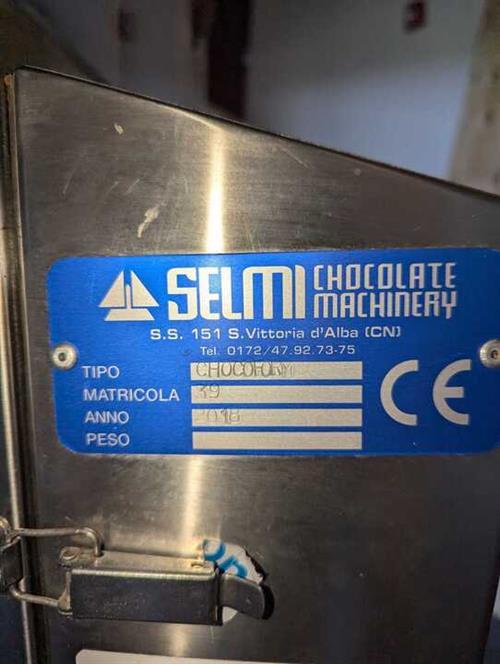 SELMI CHOCOLATE MACHINERY
S.S. 151 S.Vittoria d'Alba (CN)
Tel. 0172/47.92.73-75
TIPO CHOCOFORM
MATRICOLA 39
ANNO 2018
PESO
CE